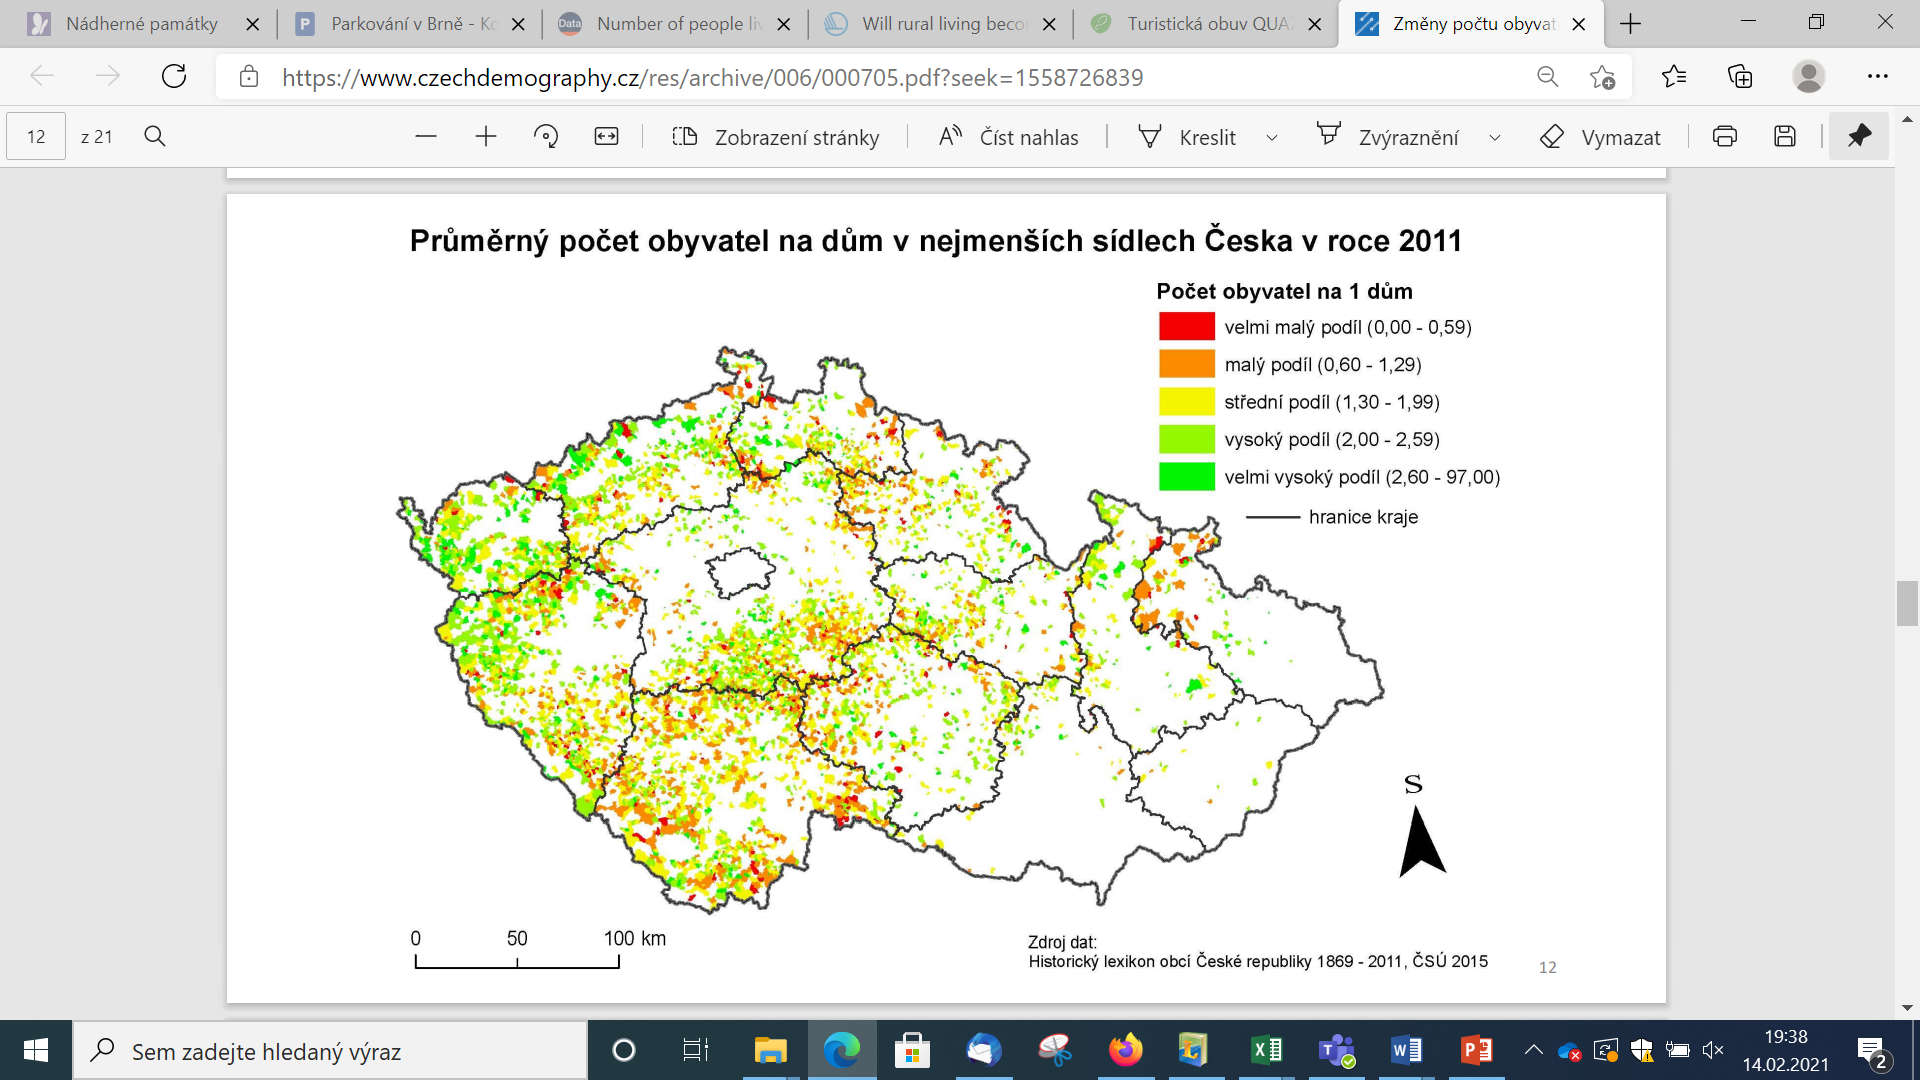 Nádherné památky
Parkování v Brně - Ko
Number of people liv
Will rural living becom
Turistická obuv QUAZ
Změny počtu obyvat
https://www.czechdemography.cz/res/archive/006/000705.pdf?seek=1558726839
12 z 21
Zobrazení stránky
Číst nahlas
Kreslit
Zvýraznění
Vymazat
Průměrný počet obyvatel na dům v nejmenších sídlech Česka v roce 2011
Počet obyvatel na 1 dům
velmi malý podíl (0,00 - 0,59)
malý podíl (0,60 - 1,29)
střední podíl (1,30 - 1,99)
vysoký podíl (2,00 - 2,59)
velmi vysoký podíl (2,60 - 97,00)
hranice kraje
S
0 50 100 km
Zdroj dat:
Historický lexikon obcí České republiky 1869 - 2011, ČSÚ 2015
12
Sem zadejte hledaný výraz
19:38
14.02.2021
2